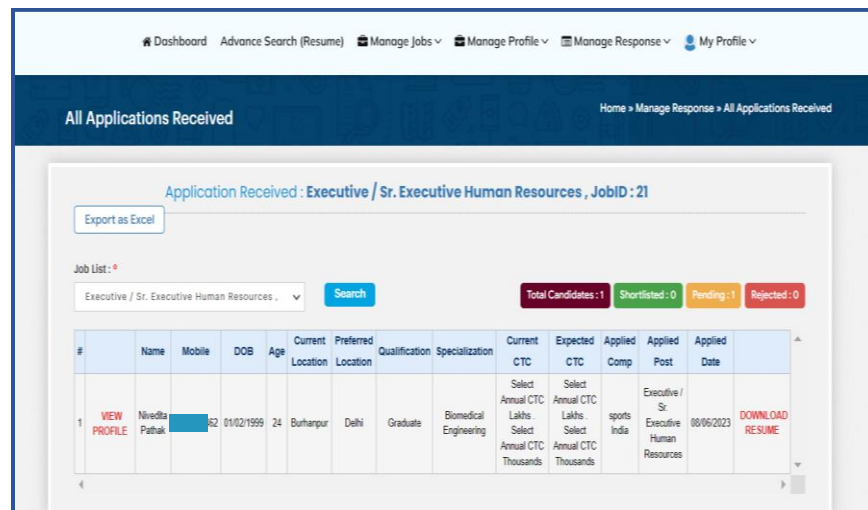 Dashboard Advance Search (Resume) Manage Jobs Manage Profile Manage Response My Profile
All Applications Received
Home » Manage Response » All Applications Received
Application Received : Executive / Sr. Executive Human Resources , JobID : 21
Export as Excel
Job List : *
Executive / Sr. Executive Human Resources ,
Search
Total Candidates : 1
Shortlisted : 0
Pending : 1
Rejected : 0
# Name Mobile DOB Age Current Location Preferred Location Qualification Specialization Current CTC Expected CTC Applied Comp Applied Post Applied Date
1 VIEW PROFILE Nivedita Pathak 62 01/02/1999 24 Burhanpur Delhi Graduate Biomedical Engineering Select Annual CTC Lakhs . Select Annual CTC Thousands Select Annual CTC Lakhs . Select Annual CTC Thousands sports India Executive / Sr. Executive Human Resources 08/06/2023 DOWNLOAD RESUME